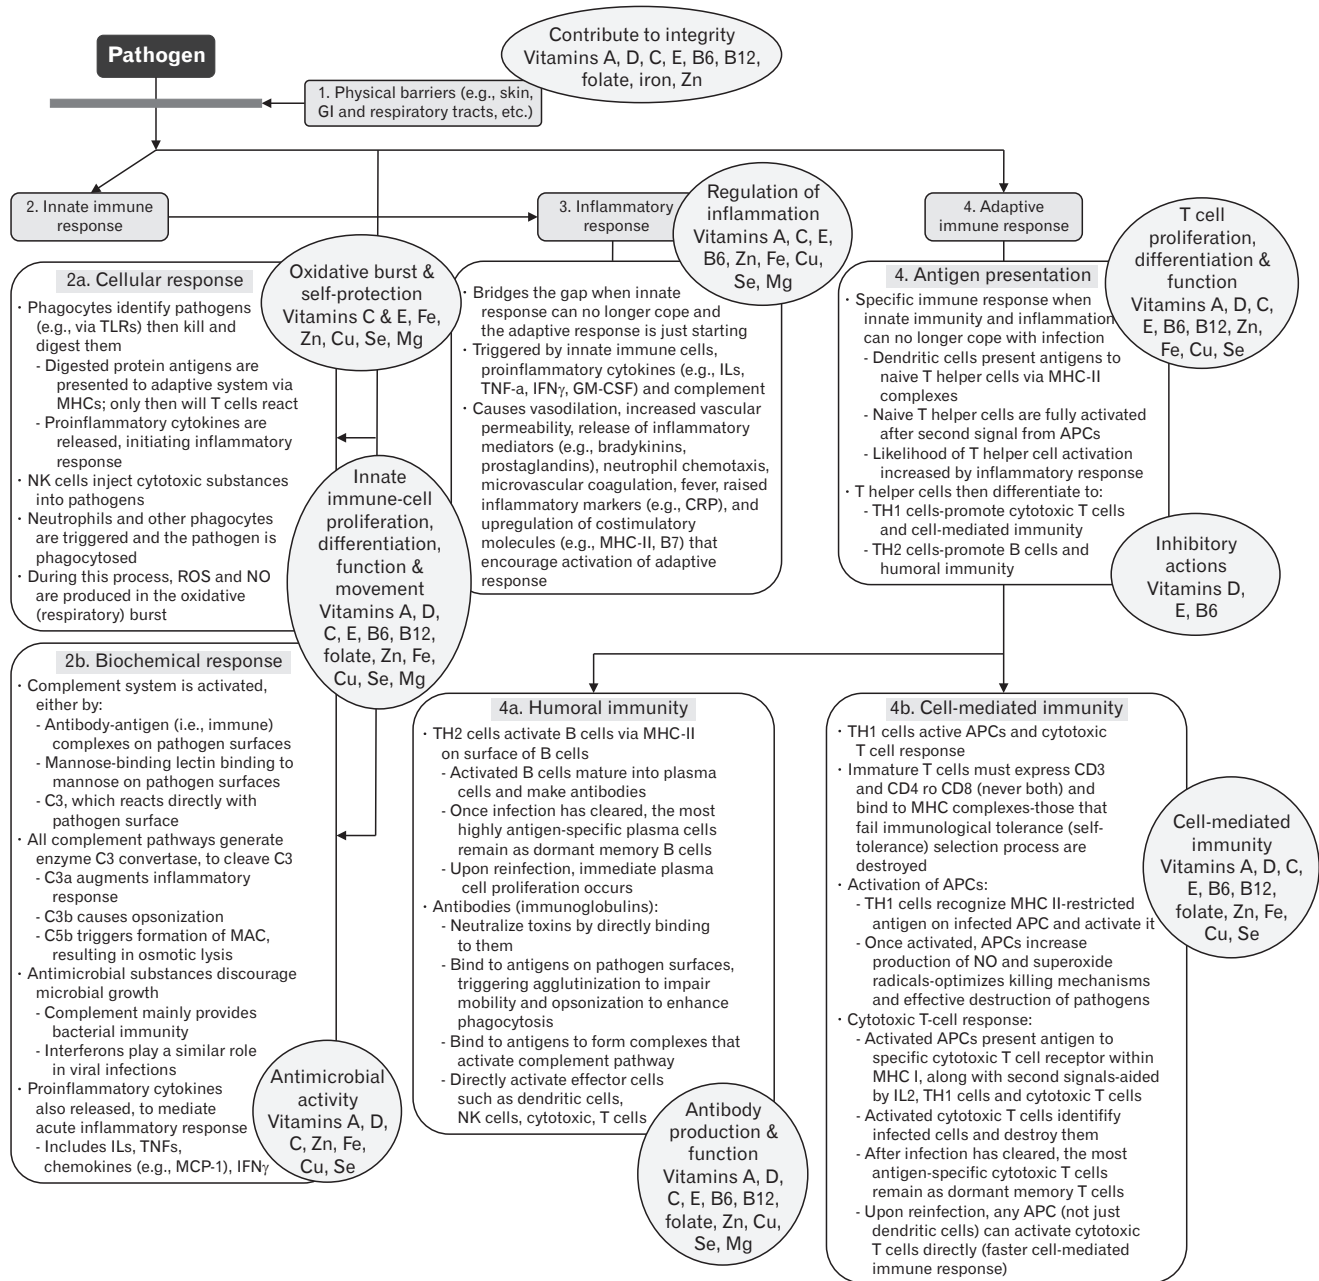 Pathogen
Contribute to integrity
Vitamins A, D, C, E, B6, B12,
folate, iron, Zn
1. Physical barriers (e.g., skin,
GI and respiratory tracts, etc.)
2. Innate immune
response
3. Inflammatory
response
Regulation of
inflammation
Vitamins A, C, E,
B6, Zn, Fe, Cu,
Se, Mg
4. Adaptive
immune response
T cell
proliferation,
differentiation &
function
Vitamins A, D, C,
E, B6, B12, Zn,
Fe, Cu, Se
2a. Cellular response
· Phagocytes identify pathogens
(e.g., via TLRs) then kill and
digest them
- Digested protein antigens are
presented to adaptive system via
MHCs; only then will T cells react
- Proinflammatory cytokines are
released, initiating inflammatory
response
· NK cells inject cytotoxic substances
into pathogens
· Neutrophils and other phagocytes
are triggered and the pathogen is
phagocytosed
· During this process, ROS and NO
are produced in the oxidative
(respiratory) burst
Oxidative burst &
self-protection
Vitamins C & E, Fe,
Zn, Cu, Se, Mg
Innate
immune-cell
proliferation,
differentiation,
function &
movement
Vitamins A, D,
C, E, B6, B12,
folate, Zn, Fe,
Cu, Se, Mg
· Bridges the gap when innate
response can no longer cope and
the adaptive response is just starting
· Triggered by innate immune cells,
proinflammatory cytokines (e.g., ILs,
TNF-a, IFNγ, GM-CSF) and complement
· Causes vasodilation, increased vascular
permeability, release of inflammatory
mediators (e.g., bradykinins,
prostaglandins), neutrophil chemotaxis,
microvascular coagulation, fever, raised
inflammatory markers (e.g., CRP), and
upregulation of costimulatory
molecules (e.g., MHC-II, B7) that
encourage activation of adaptive
response
4. Antigen presentation
· Specific immune response when
innate immunity and inflammation
can no longer cope with infection
- Dendritic cells present antigens to
naive T helper cells via MHC-II
complexes
- Naive T helper cells are fully activated
after second signal from APCs
- Likelihood of T helper cell activation
increased by inflammatory response
· T helper cells then differentiate to:
- TH1 cells-promote cytotoxic T cells
and cell-mediated immunity
- TH2 cells-promote B cells and
humoral immunity
Inhibitory
actions
Vitamins D,
E, B6
2b. Biochemical response
· Complement system is activated,
either by:
- Antibody-antigen (i.e., immune)
complexes on pathogen surfaces
- Mannose-binding lectin binding to
mannose on pathogen surfaces
- C3, which reacts directly with
pathogen surface
· All complement pathways generate
enzyme C3 convertase, to cleave C3
- C3a augments inflammatory
response
- C3b causes opsonization
- C5b triggers formation of MAC,
resulting in osmotic lysis
· Antimicrobial substances discourage
microbial growth
- Complement mainly provides
bacterial immunity
- Interferons play a similar role
in viral infections
· Proinflammatory cytokines
also released, to mediate
acute inflammatory response
- Includes ILs, TNFs,
chemokines (e.g., MCP-1), IFNγ
Antimicrobial
activity
Vitamins A, D,
C, Zn, Fe,
Cu, Se
4a. Humoral immunity
· TH2 cells activate B cells via MHC-II
on surface of B cells
- Activated B cells mature into plasma
cells and make antibodies
- Once infection has cleared, the most
highly antigen-specific plasma cells
remain as dormant memory B cells
- Upon reinfection, immediate plasma
cell proliferation occurs
· Antibodies (immunoglobulins):
- Neutralize toxins by directly binding
to them
- Bind to antigens on pathogen surfaces,
triggering agglutinization to impair
mobility and opsonization to enhance
phagocytosis
- Bind to antigens to form complexes that
activate complement pathway
- Directly activate effector cells
such as dendritic cells,
NK cells, cytotoxic, T cells
Antibody
production &
function
Vitamins A, D,
C, E, B6, B12,
folate, Zn, Cu,
Se, Mg
4b. Cell-mediated immunity
· TH1 cells active APCs and cytotoxic
T cell response
· Immature T cells must express CD3
and CD4 ro CD8 (never both) and
bind to MHC complexes-those that
fail immunological tolerance (self-
tolerance) selection process are
destroyed
· Activation of APCs:
- TH1 cells recognize MHC II-restricted
antigen on infected APC and activate it
- Once activated, APCs increase
production of NO and superoxide
radicals-optimizes killing mechanisms
and effective destruction of pathogens
· Cytotoxic T-cell response:
- Activated APCs present antigen to
specific cytotoxic T cell receptor within
MHC I, along with second signals-aided
by IL2, TH1 cells and cytotoxic T cells
- Activated cytotoxic T cells identifify
infected cells and destroy them
- After infection has cleared, the most
antigen-specific cytotoxic T cells
remain as dormant memory T cells
- Upon reinfection, any APC (not just
dendritic cells) can activate cytotoxic
T cells directly (faster cell-mediated
immune response)
Cell-mediated
immunity
Vitamins A, D, C,
E, B6, B12,
folate, Zn, Fe,
Cu, Se